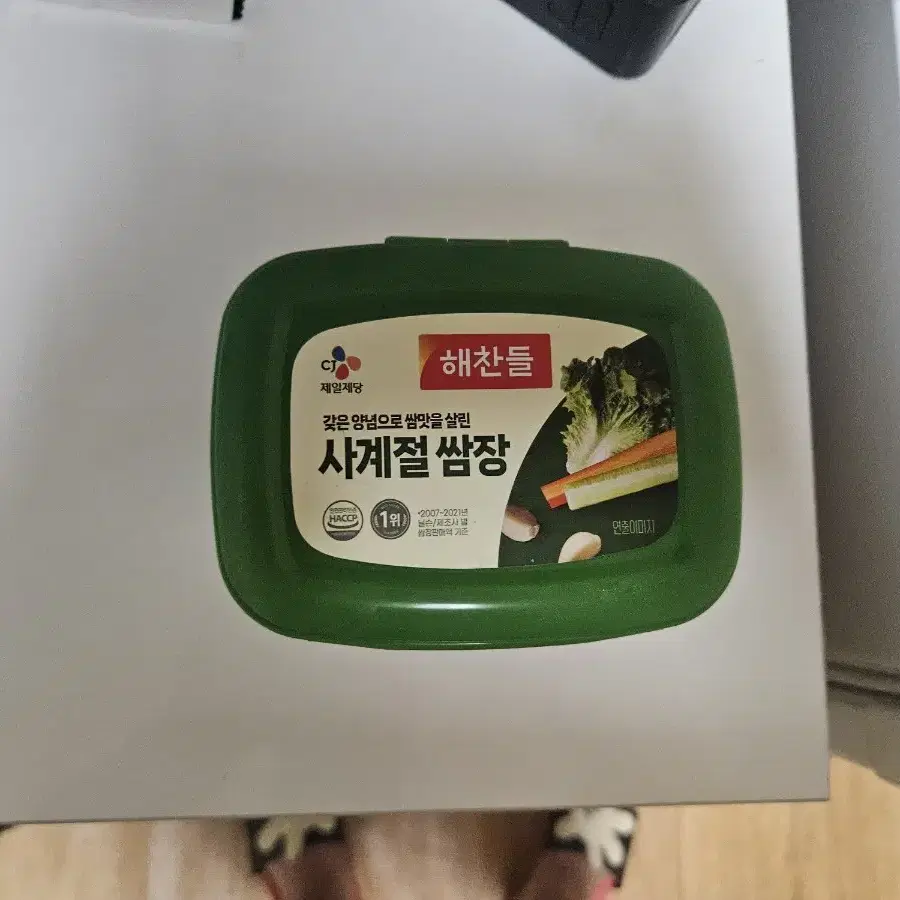 CJ
제일제당
해찬들
갖은 양념으로 쌈맛을 살린
사계절 쌈장
HACCP
1위
*2007~2021년
닐슨/제조사 별
쌈장판매액 기준
연출이미지